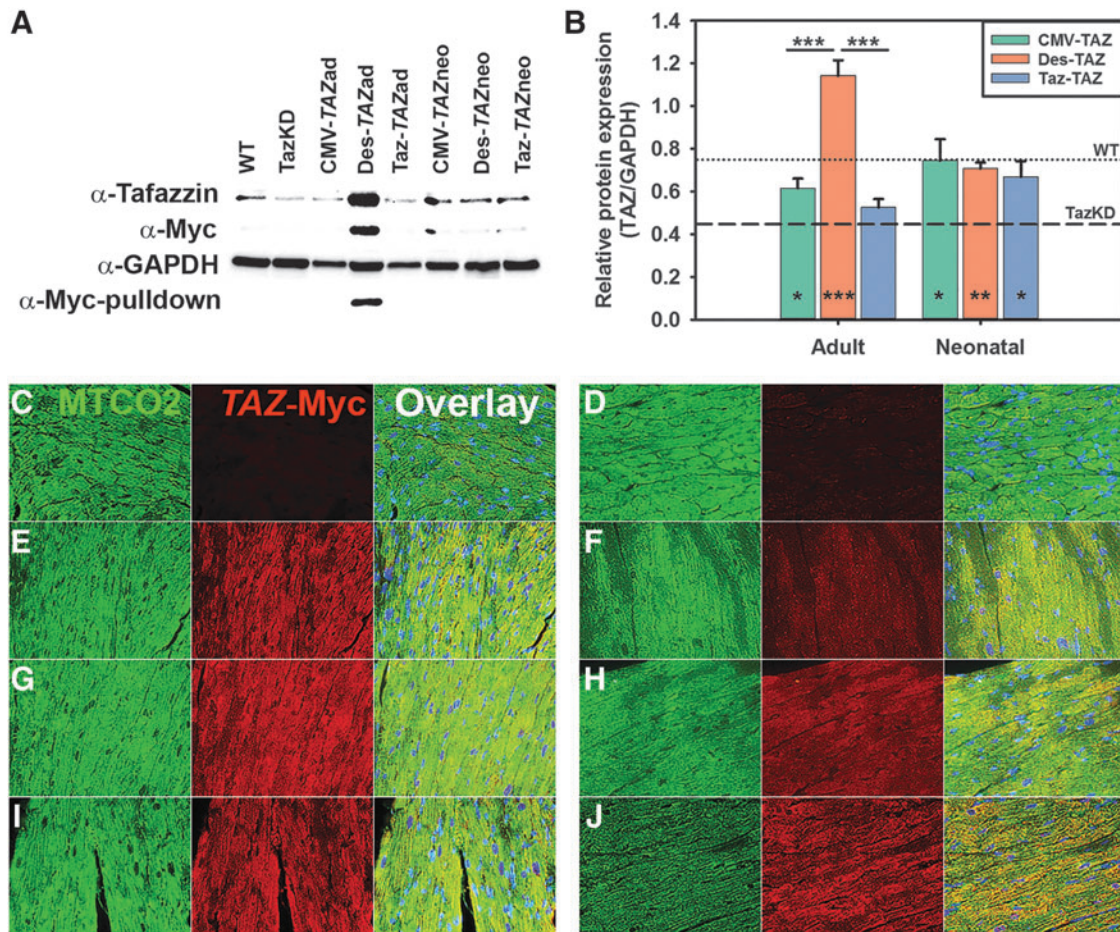 A
WT
TazKD
CMV-TAZad
Des-TAZad
Taz-TAZad
CMV-TAZneo
Des-TAZneo
Taz-TAZneo
α-Tafazzin
α-Myc
α-GAPDH
α-Myc-pulldown
B
Relative protein expression
(TAZ/GAPDH)
1.4
1.2
1.0
0.8
0.6
0.4
0.2
0.0
*** ***
CMV-TAZ
Des-TAZ
Taz-TAZ
WT
TazKD
* *** * ** *
Adult Neonatal
C MTCO2 TAZ-Myc Overlay
D
E
F
G
H
I
J